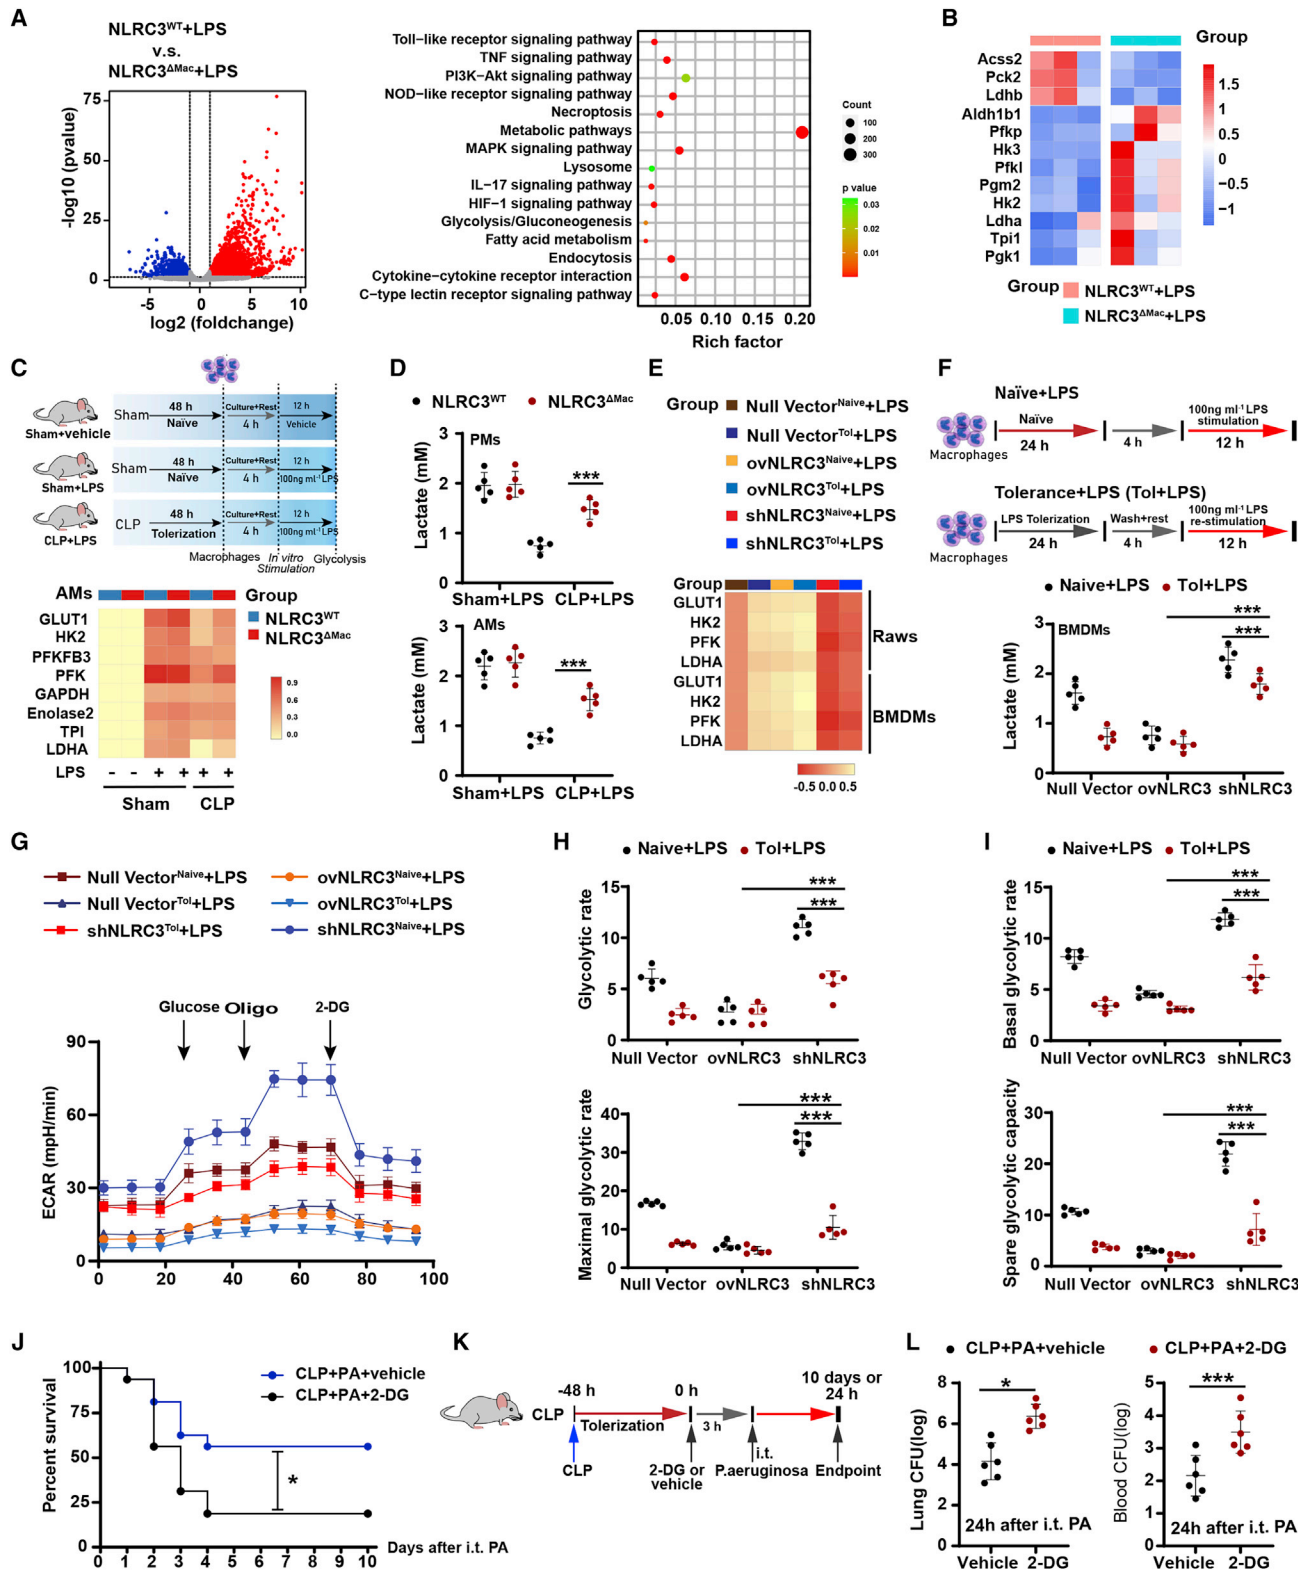 A
NLRC3WT+LPS
v.s.
NLRC3ΔMac+LPS
-log10 (pvalue)
75
50
25
0
-5 0 5 10
log2 (foldchange)
Toll-like receptor signaling pathway
TNF signaling pathway
PI3K-Akt signaling pathway
NOD-like receptor signaling pathway
Necroptosis
Metabolic pathways
MAPK signaling pathway
Lysosome
IL-17 signaling pathway
HIF-1 signaling pathway
Glycolysis/Gluconeogenesis
Fatty acid metabolism
Endocytosis
Cytokine-cytokine receptor interaction
C-type lectin receptor signaling pathway
0.05 0.10 0.15 0.20
Rich factor
Count
100
200
300
p value
0.03
0.02
0.01
B
Group
Acss2
Pck2
Ldhb
Aldh1b1
Pfkp
Hk3
Pfkl
Pgm2
Hk2
Ldha
Tpi1
Pgk1
1.5
1
0.5
0
-0.5
-1
Group NLRC3WT+LPS
NLRC3ΔMac+LPS
C
Sham 48 h Culture+Rest 12 h
Naïve 4 h Vehicle
Sham+vehicle
Sham 48 h Culture+Rest 12 h
Naïve 4 h 100ng ml-1 LPS
Sham+LPS
CLP 48 h Culture+Rest 12 h
Tolerization 4 h 100ng ml-1 LPS
CLP+LPS
Macrophages In vitro Stimulation Glycolysis
AMs
Group
NLRC3WT
NLRC3ΔMac
GLUT1
HK2
PFKFB3
PFK
GAPDH
Enolase2
TPI
LDHA
0.9
0.6
0.3
0.0
LPS - - + + + +
Sham CLP
D
NLRC3WT NLRC3ΔMac
PMs
Lactate (mM)
3
2
1
0
***
Sham+LPS CLP+LPS
AMs
Lactate (mM)
3
2
1
0
***
Sham+LPS CLP+LPS
E
Group Null VectorNaive+LPS
Null VectorTol+LPS
ovNLRC3Naive+LPS
ovNLRC3Tol+LPS
shNLRC3Naive+LPS
shNLRC3Tol+LPS
Group
GLUT1
HK2
PFK
LDHA
Raws
GLUT1
HK2
PFK
LDHA
BMDMs
-0.5 0.0 0.5
F
Naïve+LPS
Macrophages
Naïve
24 h
4 h
100ng ml-1 LPS
stimulation
12 h
Tolerance+LPS (Tol+LPS)
Macrophages
LPS Tolerization
24 h
Wash+rest
4 h
100ng ml-1 LPS
re-stimulation
12 h
Naive+LPS Tol+LPS
BMDMs
Lactate (mM)
3
2
1
0
***
***
Null Vector ovNLRC3 shNLRC3
G
Null VectorNaive+LPS ovNLRC3Naive+LPS
Null VectorTol+LPS ovNLRC3Tol+LPS
shNLRC3Tol+LPS shNLRC3Naive+LPS
Glucose Oligo 2-DG
ECAR (mpH/min)
90
60
30
0
0 20 40 60 80 100
H
Naive+LPS Tol+LPS
Glycolytic rate
15
10
5
0
***
***
Null Vector ovNLRC3 shNLRC3
Maximal glycolytic rate
40
30
20
10
0
***
***
Null Vector ovNLRC3 shNLRC3
I
Naive+LPS Tol+LPS
Basal glycolytic rate
15
10
5
0
***
***
Null Vector ovNLRC3 shNLRC3
Spare glycolytic capacity
30
20
10
0
***
***
Null Vector ovNLRC3 shNLRC3
J
CLP+PA+vehicle
CLP+PA+2-DG
Percent survival
100
75
50
25
0
*
0 1 2 3 4 5 6 7 8 9 10 Days after i.t. PA
K
-48 h 0 h 10 days or
24 h
CLP
Tolerization 3 h
CLP
2-DG or
vehicle
i.t.
P.aeruginosa
Endpoint
L
CLP+PA+vehicle CLP+PA+2-DG
Lung CFU(log)
8
6
4
2
0
*
24h after i.t. PA
Vehicle 2-DG
Blood CFU(log)
5
4
3
2
1
0
***
24h after i.t. PA
Vehicle 2-DG